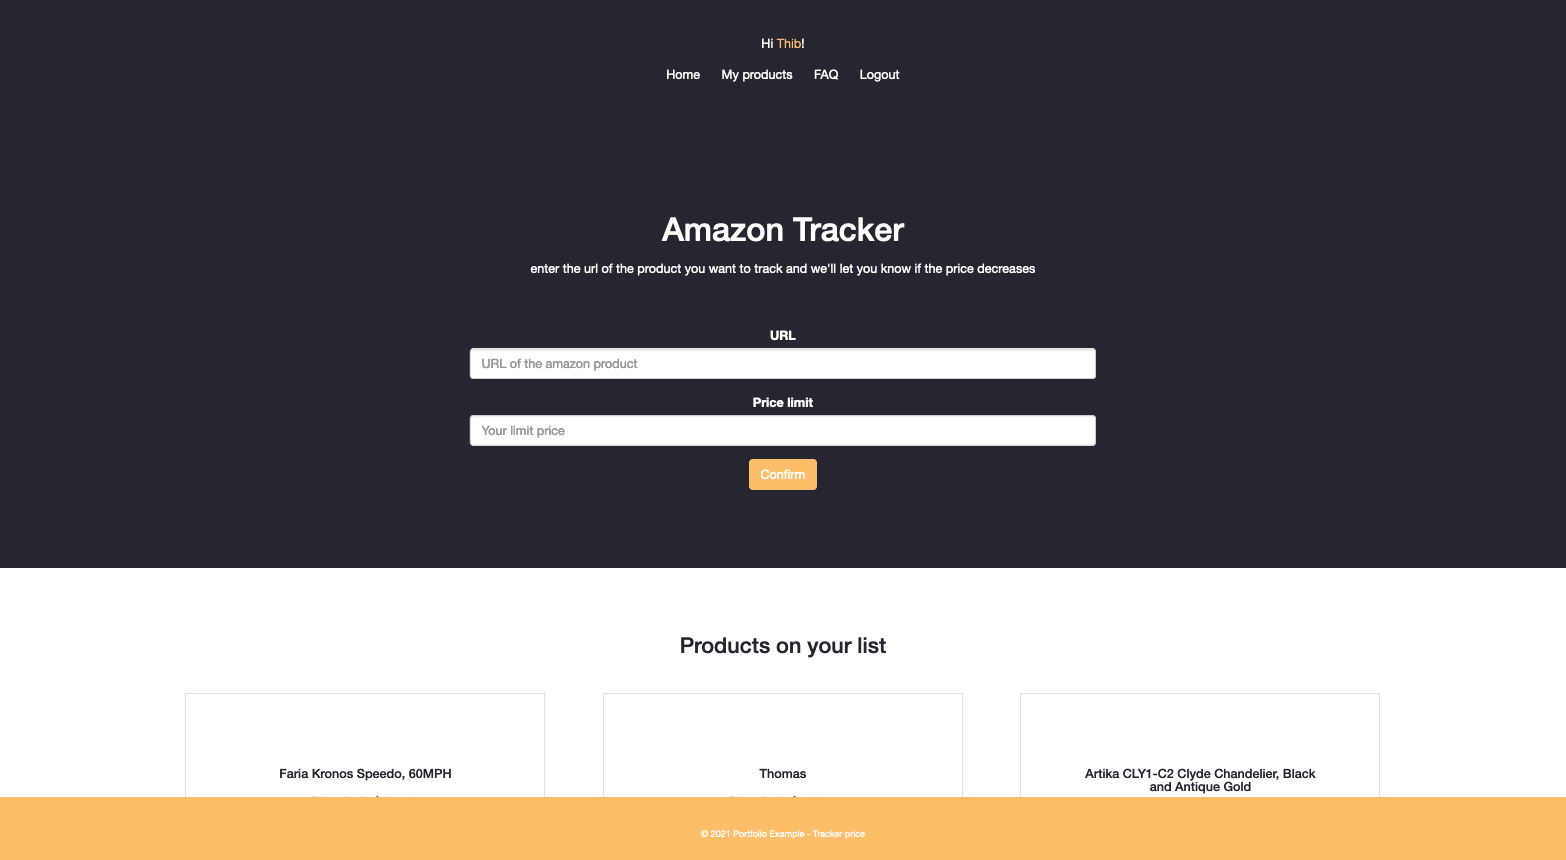 Hi Thib!
Home My products FAQ Logout
Amazon Tracker
enter the url of the product you want to track and we'll let you know if the price decreases
URL
URL of the amazon product
Price limit
Your limit price
Confirm
Products on your list
Faria Kronos Speedo, 60MPH
Thomas
Artika CLY1-C2 Clyde Chandelier, Black
and Antique Gold
© 2021 Portfolio Example - Tracker price